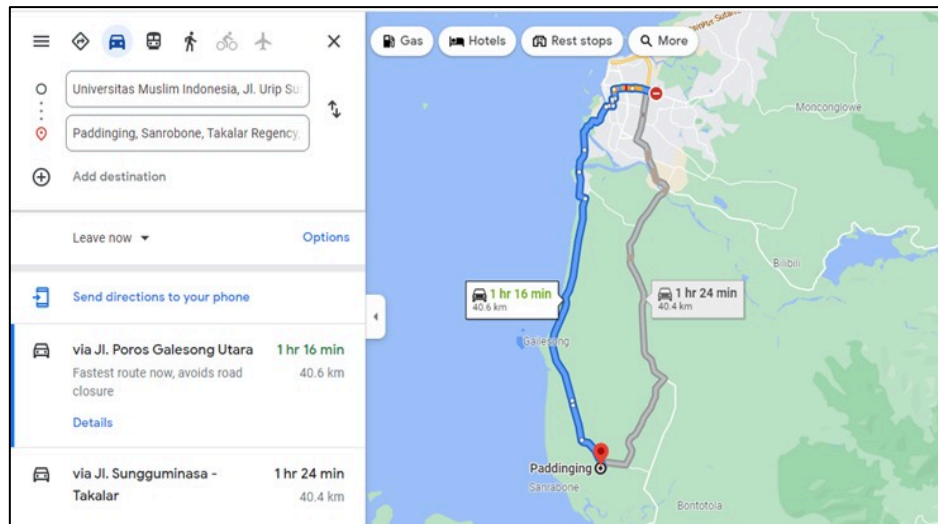 Universitas Muslim Indonesia, Jl. Urip Su
Paddinging, Sanrobone, Takalar Regency,
Add destination
Leave now
Options
Send directions to your phone
via Jl. Poros Galesong Utara
1 hr 16 min
Fastest route now, avoids road
closure
40.6 km
Details
via Jl. Sungguminasa -
Takalar
1 hr 24 min
40.4 km
Gas
Hotels
Rest stops
More
Monconglowe
Bilibili
1 hr 16 min
40.6 km
1 hr 24 min
40.4 km
Galesong
Paddinging
Sanrobone
Bontotola